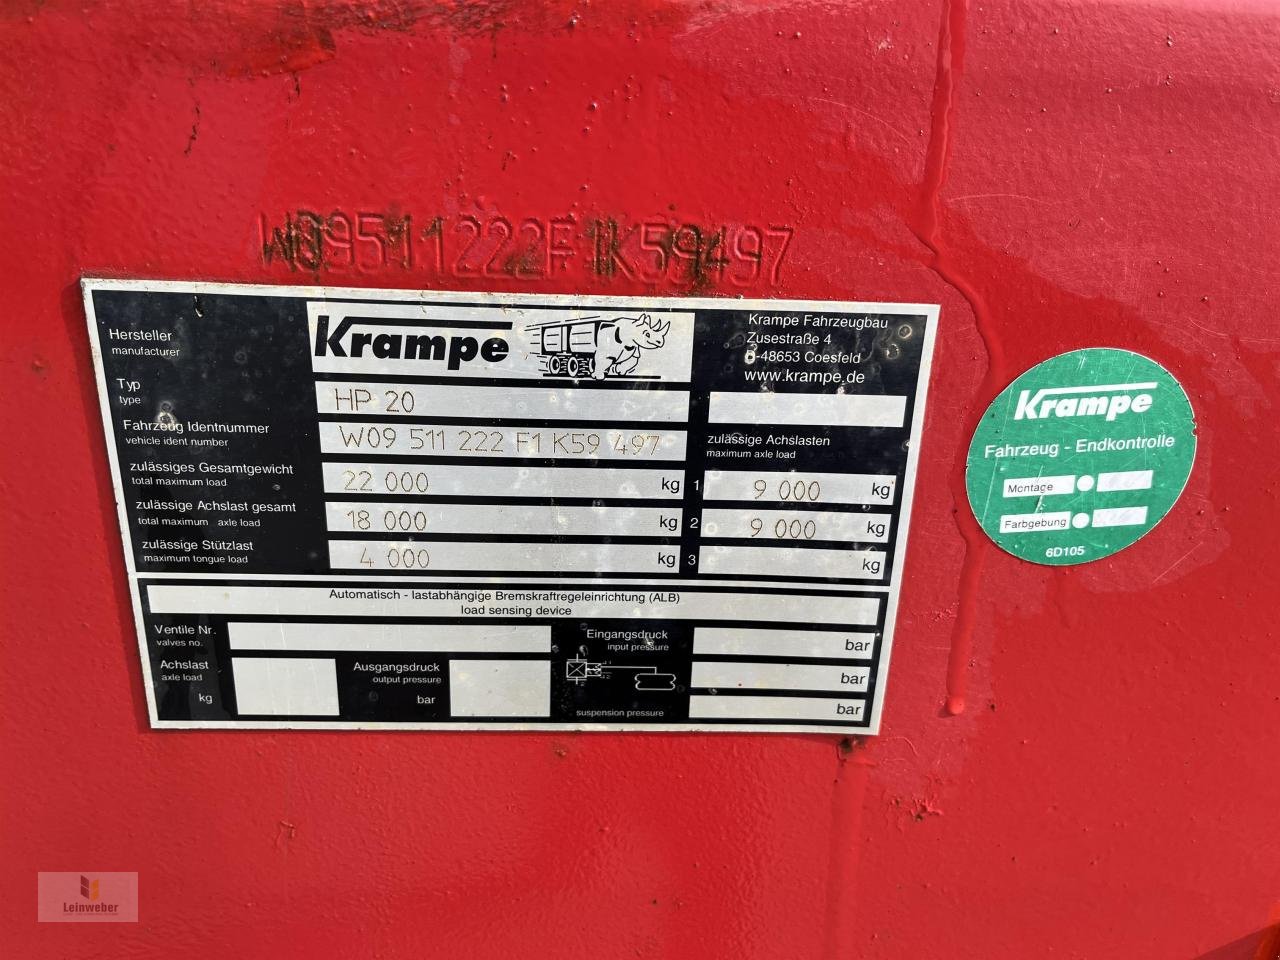 W09511222F1K59497
Hersteller
manufacturer
Krampe
Krampe Fahrzeugbau
Zusestraße 4
D-48653 Coesfeld
www.krampe.de
Typ
type
HP 20
Fahrzeug Identnummer
vehicle ident number
W09 511 222 F1 K59 497
zulässige Achslasten
maximum axle load
zulässiges Gesamtgewicht
total maximum load
22 000 kg
1 9 000 kg
zulässige Achslast gesamt
total maximum axle load
18 000 kg
2 9 000 kg
zulässige Stützlast
maximum tongue load
4 000 kg
3 kg
Automatisch - lastabhängige Bremskraftregeleinrichtung (ALB)
load sensing device
Ventile Nr.
valves no.
Eingangsdruck
input pressure
bar
Achslast
axle load
kg
Ausgangsdruck
output pressure
bar
bar
suspension pressure
bar
Krampe
Fahrzeug - Endkontrolle
Montage
Farbgebung
6D105
Leinweber